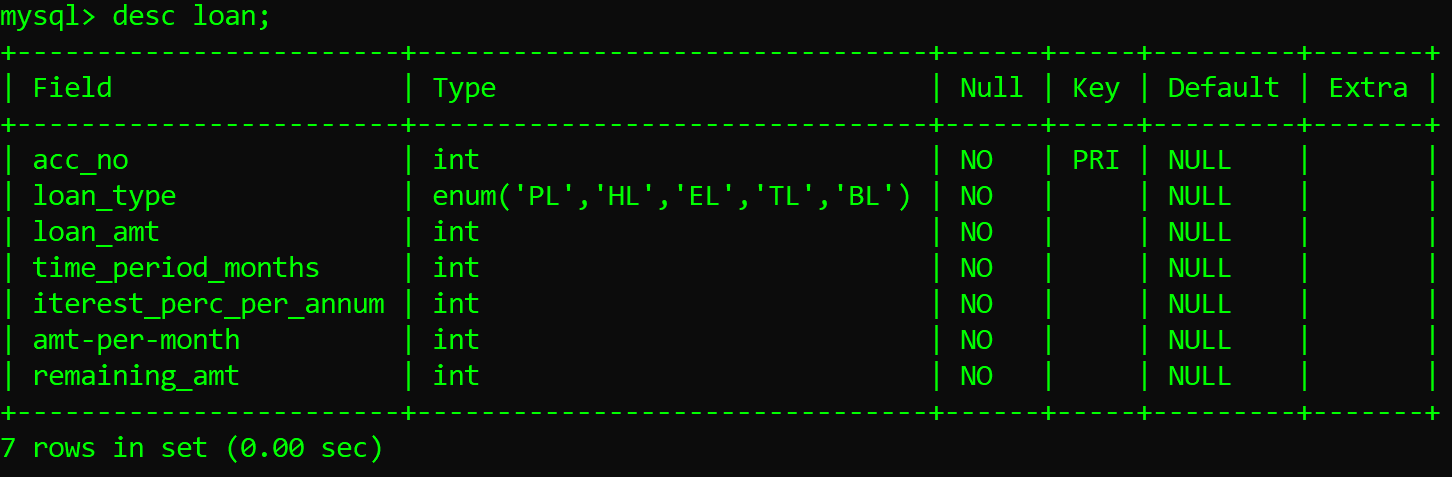 mysql> desc loan;
+------------------------+--------------------------------+------+-----+---------+-------+
| Field                  | Type                           | Null | Key | Default | Extra |
+------------------------+--------------------------------+------+-----+---------+-------+
| acc_no                 | int                            | NO   | PRI | NULL    |       |
| loan_type              | enum('PL','HL','EL','TL','BL') | NO   |     | NULL    |       |
| loan_amt               | int                            | NO   |     | NULL    |       |
| time_period_months     | int                            | NO   |     | NULL    |       |
| iterest_perc_per_annum | int                            | NO   |     | NULL    |       |
| amt-per-month          | int                            | NO   |     | NULL    |       |
| remaining_amt          | int                            | NO   |     | NULL    |       |
+------------------------+--------------------------------+------+-----+---------+-------+
7 rows in set (0.00 sec)